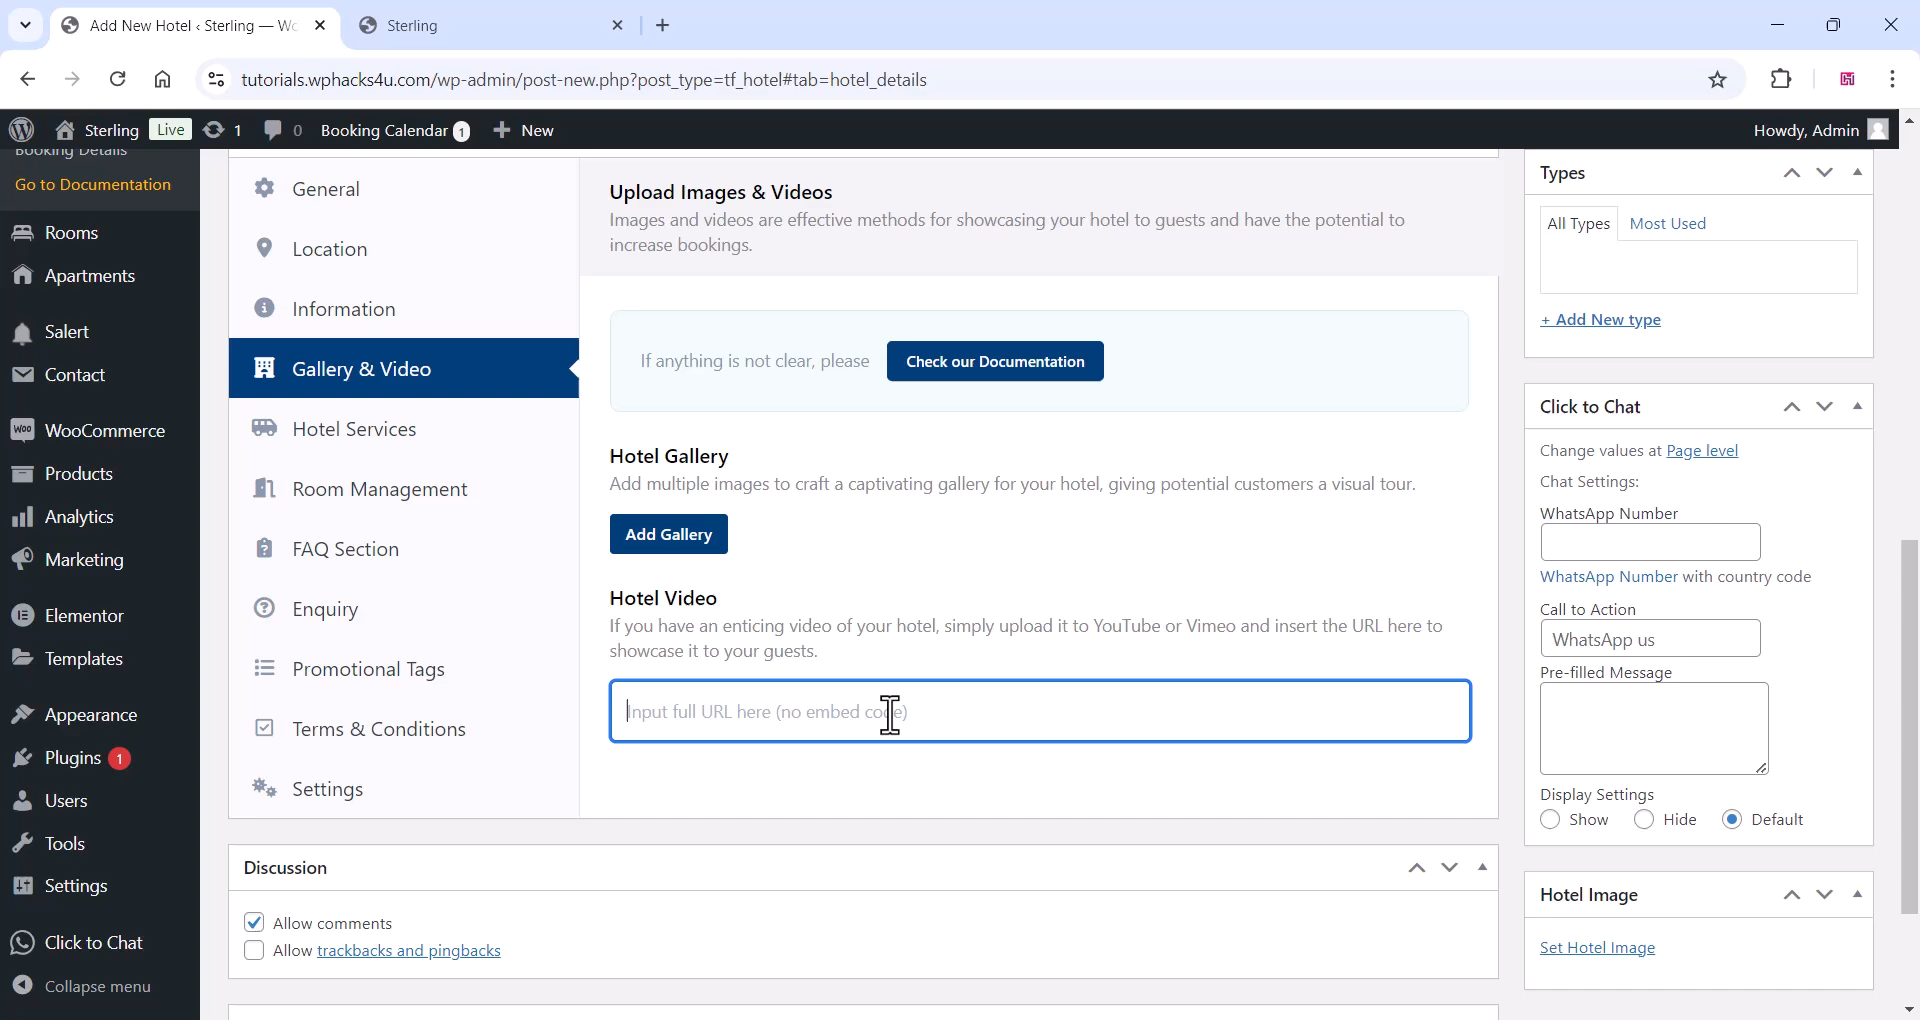 Add New Hotel ‹ Sterling — Wo
Sterling
tutorials.wphacks4u.com/wp-admin/post-new.php?post_type=tf_hotel#tab=hotel_details
Sterling Live 1 0 Booking Calendar 1 New
Howdy, Admin
Booking Details
Go to Documentation
Rooms
Apartments
Salert
Contact
WooCommerce
Products
Analytics
Marketing
Elementor
Templates
Appearance
Plugins 1
Users
Tools
Settings
Click to Chat
Collapse menu
General
Location
Information
Gallery & Video
Hotel Services
Room Management
FAQ Section
Enquiry
Promotional Tags
Terms & Conditions
Settings
Upload Images & Videos
Images and videos are effective methods for showcasing your hotel to guests and have the potential to
increase bookings.
If anything is not clear, please Check our Documentation
Hotel Gallery
Add multiple images to craft a captivating gallery for your hotel, giving potential customers a visual tour.
Add Gallery
Hotel Video
If you have an enticing video of your hotel, simply upload it to YouTube or Vimeo and insert the URL here to
showcase it to your guests.
Input full URL here (no embed code)
Discussion
Allow comments
Allow trackbacks and pingbacks
Types
All Types Most Used
+ Add New type
Click to Chat
Change values at Page level
Chat Settings:
WhatsApp Number
WhatsApp Number with country code
Call to Action
WhatsApp us
Pre-filled Message
Display Settings
Show Hide Default
Hotel Image
Set Hotel Image